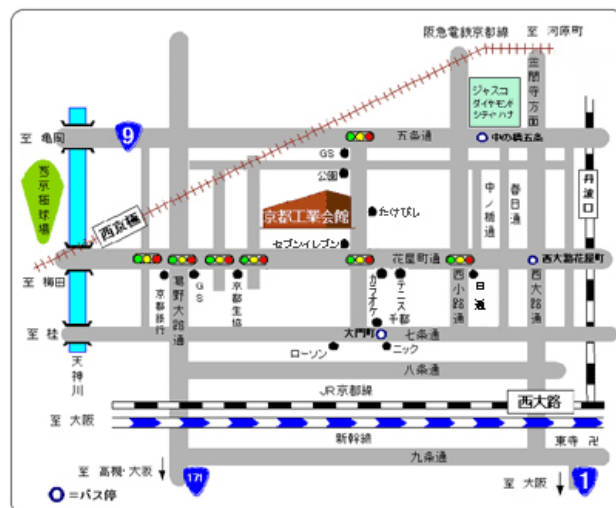 阪急電鉄京都線 至 河原町
ジャスコ
ダイヤモンド
シティハナ
至 亀岡
9
五条通
中の橋五条
GS
公園
西京極球場
西京極
京都工業会館
たけびし
セブンイレブン
中ノ橋通
春日通
丹波口
花屋町通
西大路花屋町
至 梅田
京都銀行
葛野大路通
GS
京都生協
カラオケ
テニス
西小路通
日通
西大路通
至 桂
大門町
七条通
ローソン
ニック
八条通
天神川
JR京都線
西大路
至 大阪
新幹線
東寺 卍
九条通
至 高槻・大阪
171
至 大阪
1
=バス停